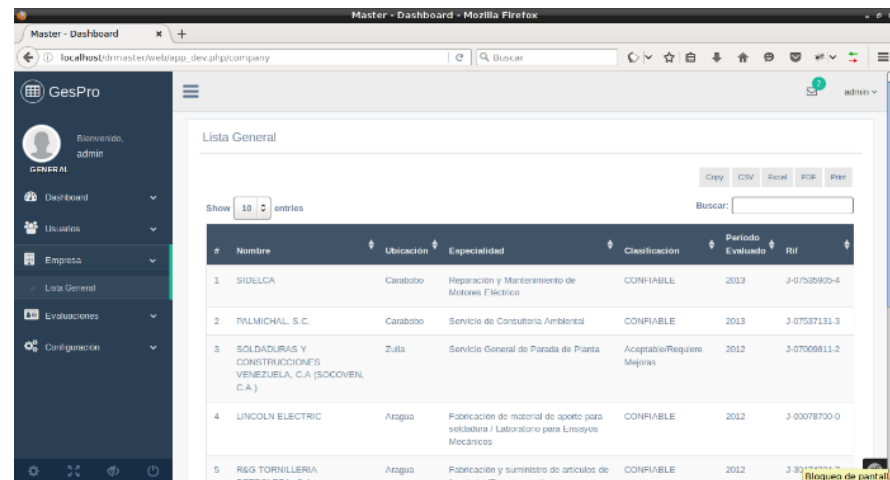 Master - Dashboard - Mozilla Firefox
Master - Dashboard
localhost/drmaster/web/app_dev.php/company
Buscar
GesPro
2
admin
Bienvenido,
admin
GENERAL
Dashboard
Usuarios
Empresa
Lista General
Evaluaciones
Configuración
Lista General
Copy CSV Excel PDF Print
Show 10 entries
Buscar:
# Nombre Ubicación Especialidad Clasificación Período Evaluado Rif
1 SIDELCA Carabobo Reparación y Mantenimiento de Motores Eléctrico CONFIABLE 2013 J-07535905-4
2 PALMICHAL, S.C. Carabobo Servicio de Consultoria Ambiental CONFIABLE 2013 J-07537131-3
3 SOLDADURAS Y CONSTRUCCIONES VENEZUELA, C.A (SOCOVEN, C.A.) Zulia Servicio General de Parada de Planta Aceptable/Requiere Mejoras 2012 J-07009811-2
4 LINCOLN ELECTRIC Aragua Fabricación de material de aporte para soldadura / Laboratorio para Ensayos Mecánicos CONFIABLE 2012 J-00078700-0
5 R&G TORNILLERIA Aragua Fabricación y suministro de articulos de CONFIABLE 2012
Bloqueo de pantall